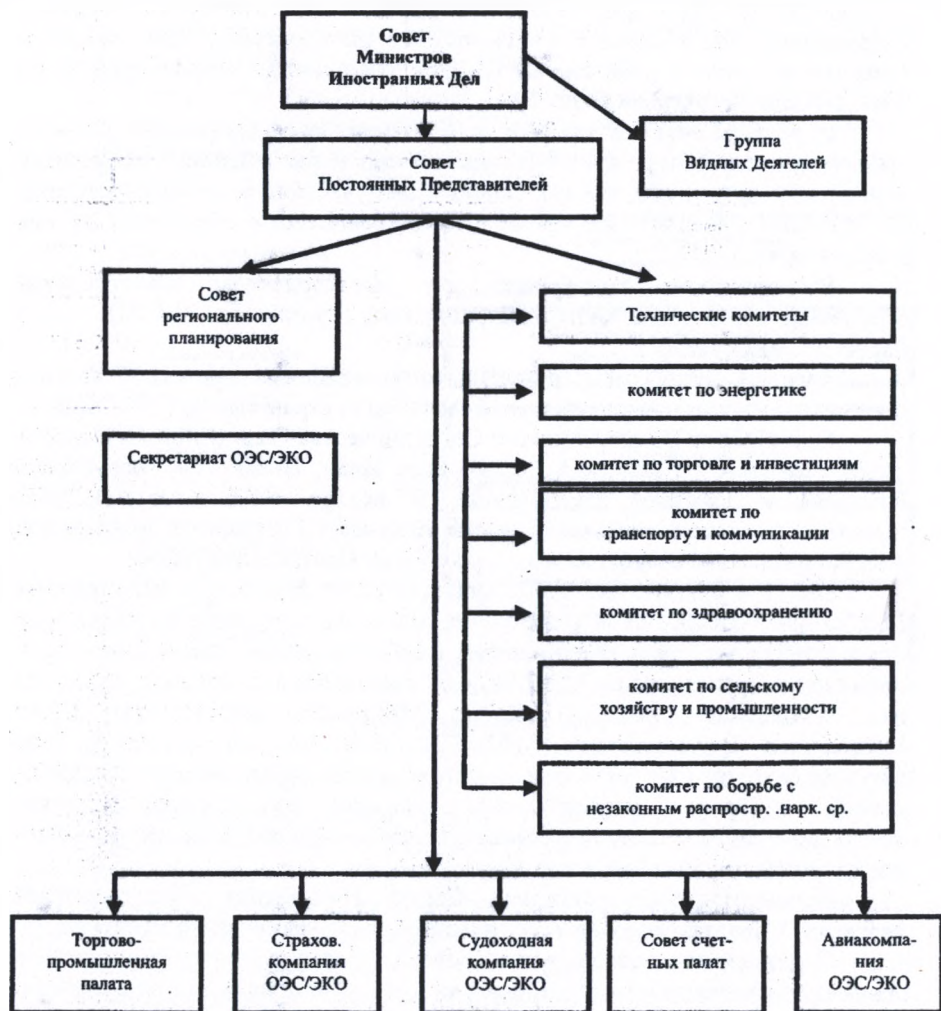 Совет
Министров
Иностранных Дел
Группа
Видных Деятелей
Совет
Постоянных Представителей
Совет
регионального
планирования
Технические комитеты
комитет по энергетике
Секретариат ОЭС/ЭКО
комитет по торговле и инвестициям
комитет по
транспорту и коммуникации
комитет по здравоохранению
комитет по сельскому
хозяйству и промышленности
комитет по борьбе с
незаконным распростр. .нарк. ср.
Торгово-
промышленная
палата
Страхов.
компания
ОЭС/ЭКО
Судоходная
компания
ОЭС/ЭКО
Совет счет-
ных палат
Авиакомпа-
ния
ОЭС/ЭКО